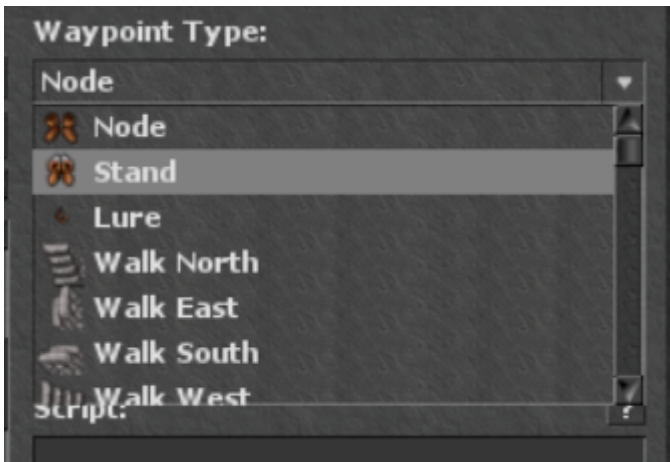 Waypoint Type:
Node
Node
Stand
Lure
Walk North
Walk East
Walk South
Walk West
Script:
?